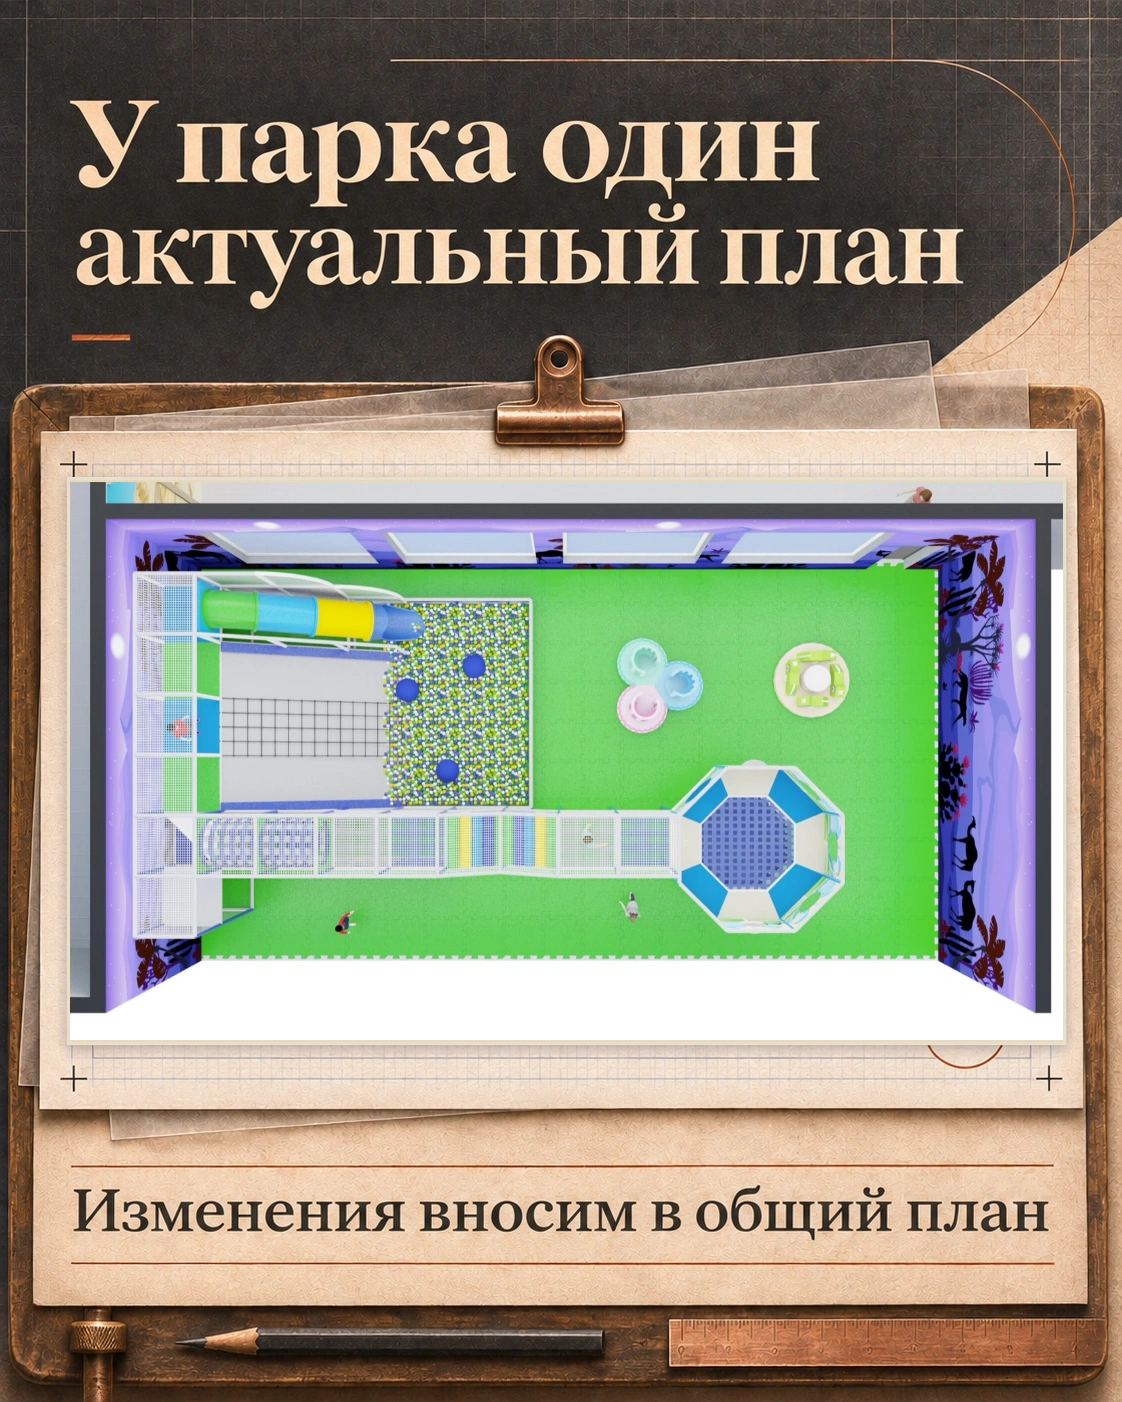 У парка один
актуальный план
Изменения вносим в общий план